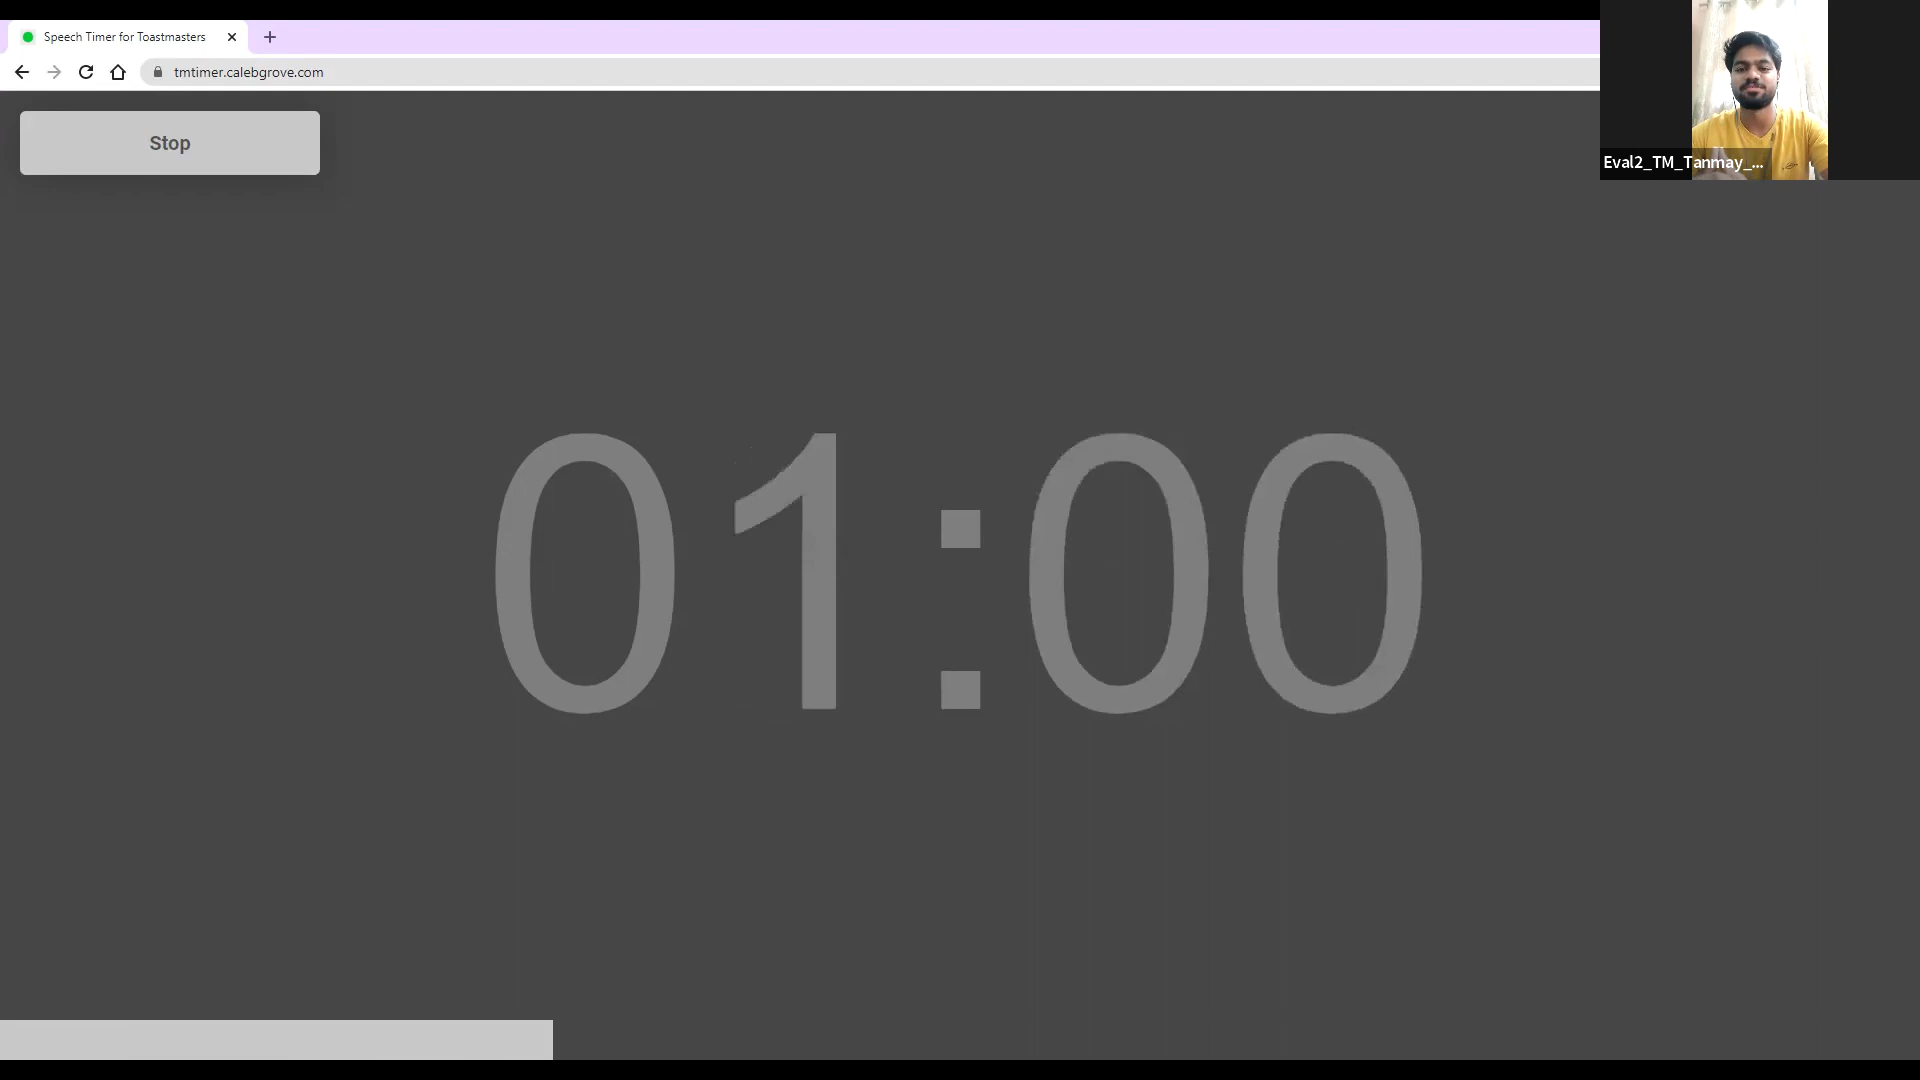 Speech Timer for Toastmasters
tmtimer.calebgrove.com
Eval2_TM_Tanmay_...
Stop
01:00